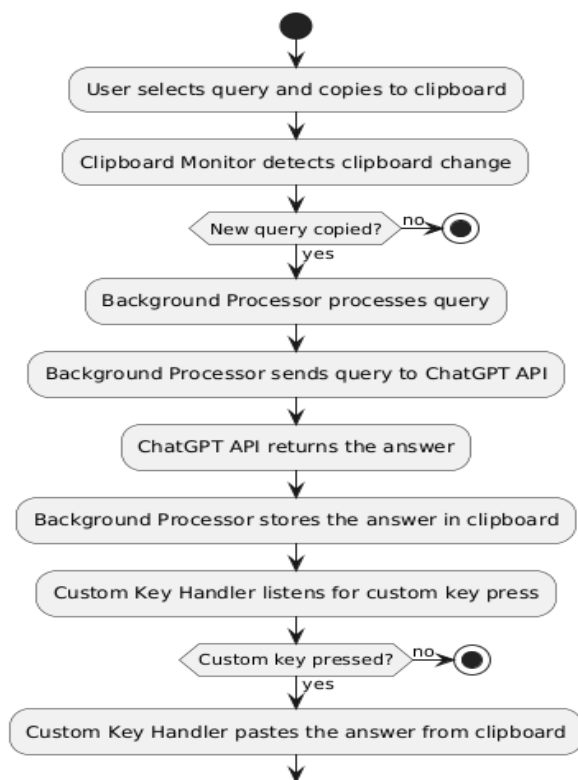 User selects query and copies to clipboard
Clipboard Monitor detects clipboard change
New query copied?
no
yes
Background Processor processes query
Background Processor sends query to ChatGPT API
ChatGPT API returns the answer
Background Processor stores the answer in clipboard
Custom Key Handler listens for custom key press
Custom key pressed?
no
yes
Custom Key Handler pastes the answer from clipboard